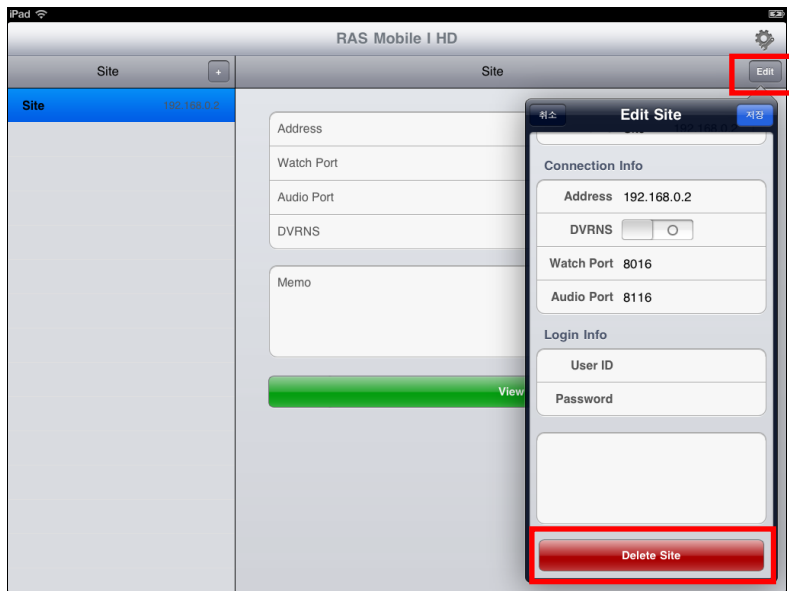 iPad
RAS Mobile I HD
Site
+
Site
Edit
Site 192.168.0.2
Address
Watch Port
Audio Port
DVRNS
Memo
View
취소
Edit Site
저장
Connection Info
Address 192.168.0.2
DVRNS
Watch Port 8016
Audio Port 8116
Login Info
User ID
Password
Delete Site